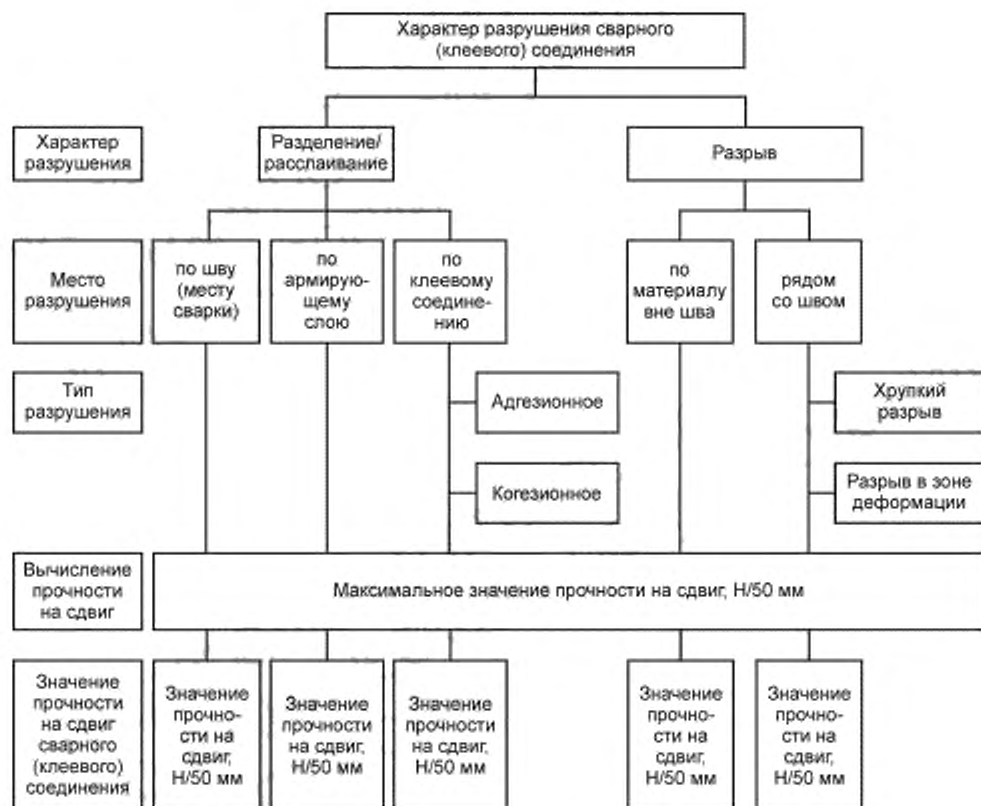 Характер разрушения сварного
(клеевого) соединения
Характер
разрушения
Разделение/
расслаивание
Разрыв
Место
разрушения
по шву
(месту
сварки)
по
армирую-
щему
слою
по
клеевому
соедине-
нию
по
материалу
вне шва
рядом
со швом
Тип
разрушения
Адгезионное
Хрупкий
разрыв
Когезионное
Разрыв в зоне
деформации
Вычисление
прочности
на сдвиг
Максимальное значение прочности на сдвиг, Н/50 мм
Значение
прочности
на сдвиг
сварного
(клеевого)
соединения
Значение
прочно-
сти на
сдвиг,
Н/50 мм
Значение
прочности
на сдвиг,
Н/50 мм
Значение
прочности
на сдвиг,
Н/50 мм
Значение
прочно-
сти на
сдвиг,
Н/50 мм
Значение
прочно-
сти на
сдвиг,
Н/50 мм